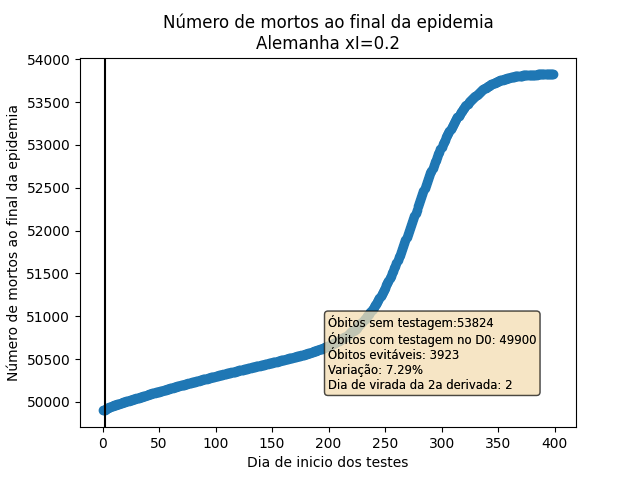 Número de mortos ao final da epidemia
Alemanha xI=0.2
Número de mortos ao final da epidemia
54000
53500
53000
52500
52000
51500
51000
50500
50000
Óbitos sem testagem:53824
Óbitos com testagem no D0: 49900
Óbitos evitáveis: 3923
Variação: 7.29%
Dia de virada da 2a derivada: 2
0 50 100 150 200 250 300 350 400
Dia de inicio dos testes